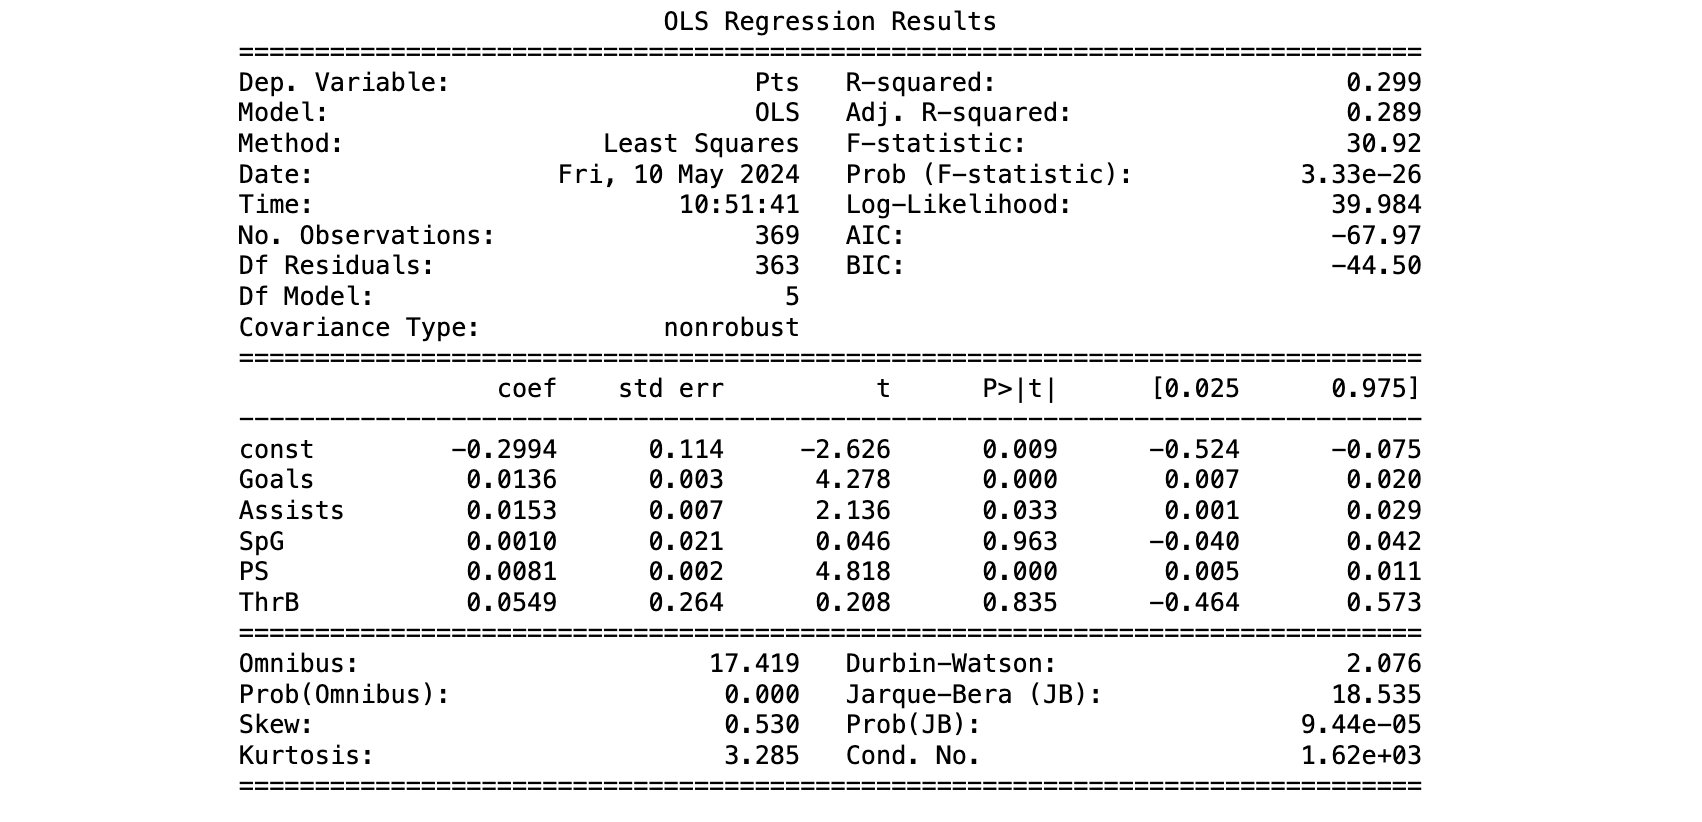 OLS Regression Results
==============================================================================
Dep. Variable:                    Pts   R-squared:                       0.299
Model:                            OLS   Adj. R-squared:                  0.289
Method:                 Least Squares   F-statistic:                     30.92
Date:                Fri, 10 May 2024   Prob (F-statistic):           3.33e-26
Time:                        10:51:41   Log-Likelihood:                 39.984
No. Observations:                 369   AIC:                            -67.97
Df Residuals:                     363   BIC:                            -44.50
Df Model:                           5
Covariance Type:            nonrobust
==============================================================================
coef    std err          t      P>|t|      [0.025      0.975]
------------------------------------------------------------------------------
const         -0.2994      0.114     -2.626      0.009      -0.524      -0.075
Goals          0.0136      0.003      4.278      0.000       0.007       0.020
Assists        0.0153      0.007      2.136      0.033       0.001       0.029
SpG            0.0010      0.021      0.046      0.963      -0.040       0.042
PS             0.0081      0.002      4.818      0.000       0.005       0.011
ThrB           0.0549      0.264      0.208      0.835      -0.464       0.573
==============================================================================
Omnibus:                       17.419   Durbin-Watson:                   2.076
Prob(Omnibus):                  0.000   Jarque-Bera (JB):               18.535
Skew:                           0.530   Prob(JB):                     9.44e-05
Kurtosis:                       3.285   Cond. No.                     1.62e+03
==============================================================================